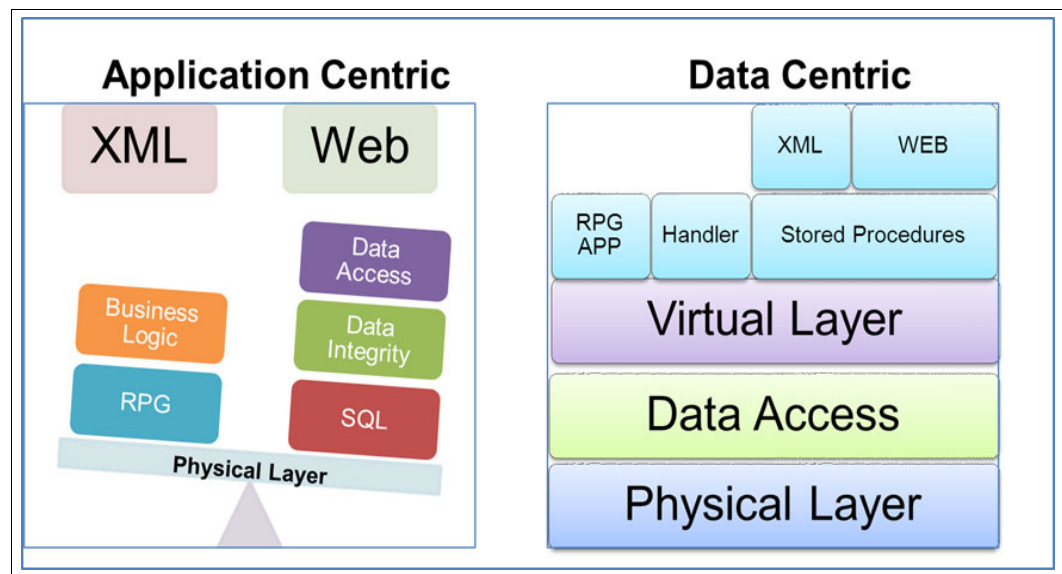 Application Centric
XML
Web
Data
Access
Business
Logic
Data
Integrity
RPG
SQL
Physical Layer
Data Centric
XML
WEB
RPG
APP
Handler
Stored Procedures
Virtual Layer
Data Access
Physical Layer